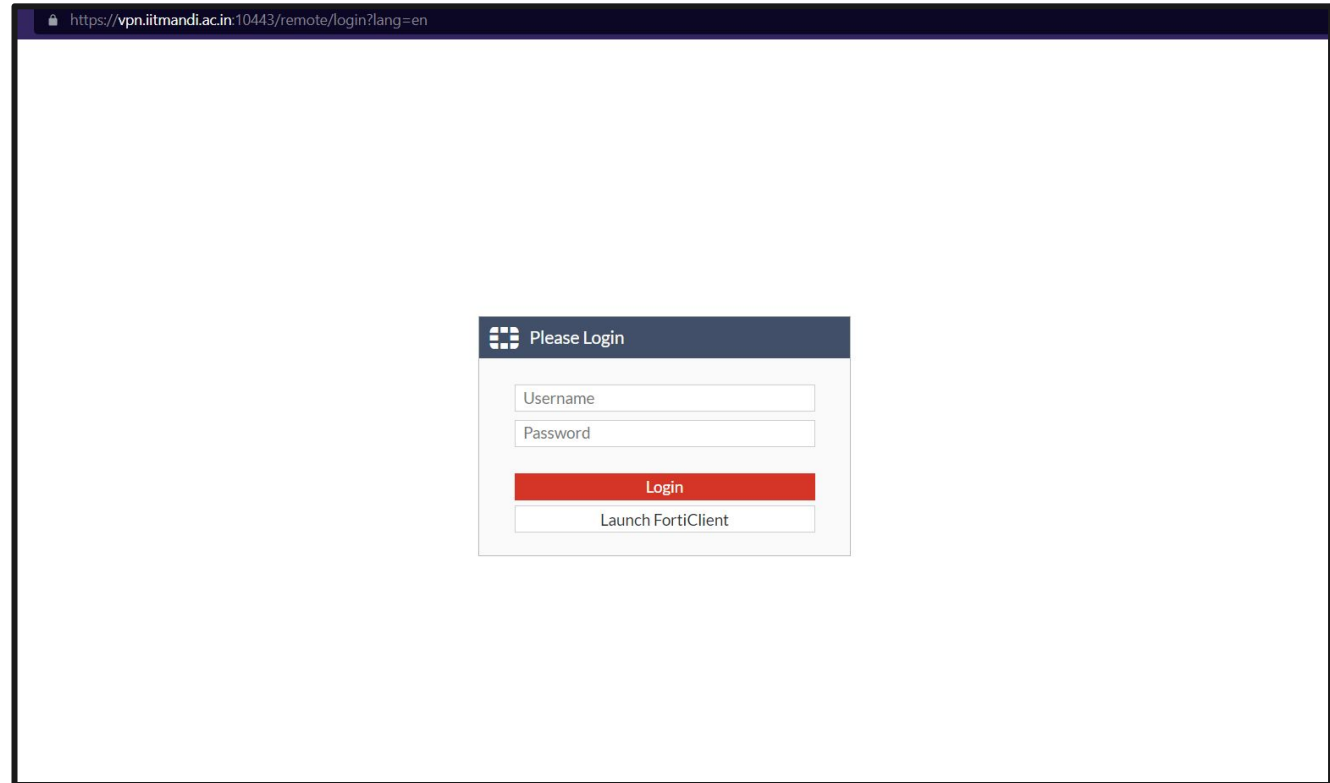 https://vpn.iitmandi.ac.in:10443/remote/login?lang=en
Please Login
Username
Password
Login
Launch FortiClient